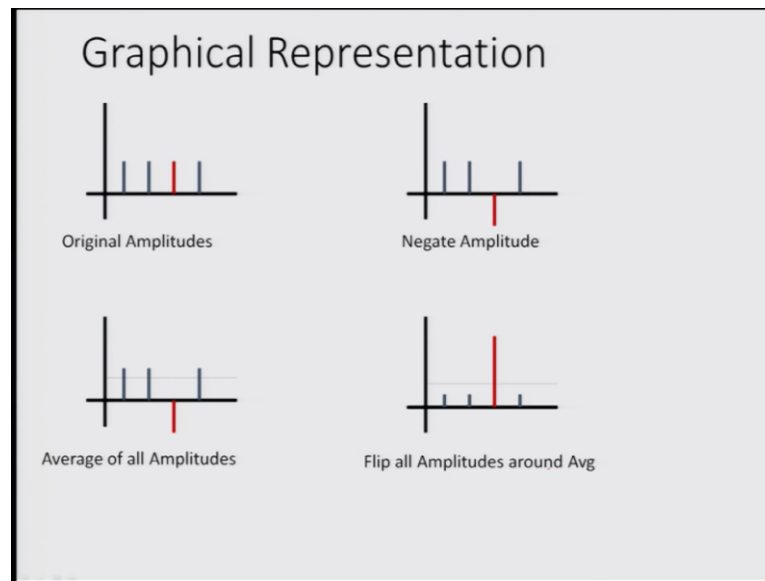 Graphical Representation
Original Amplitudes
Negate Amplitude
Average of all Amplitudes
Flip all Amplitudes around Avg